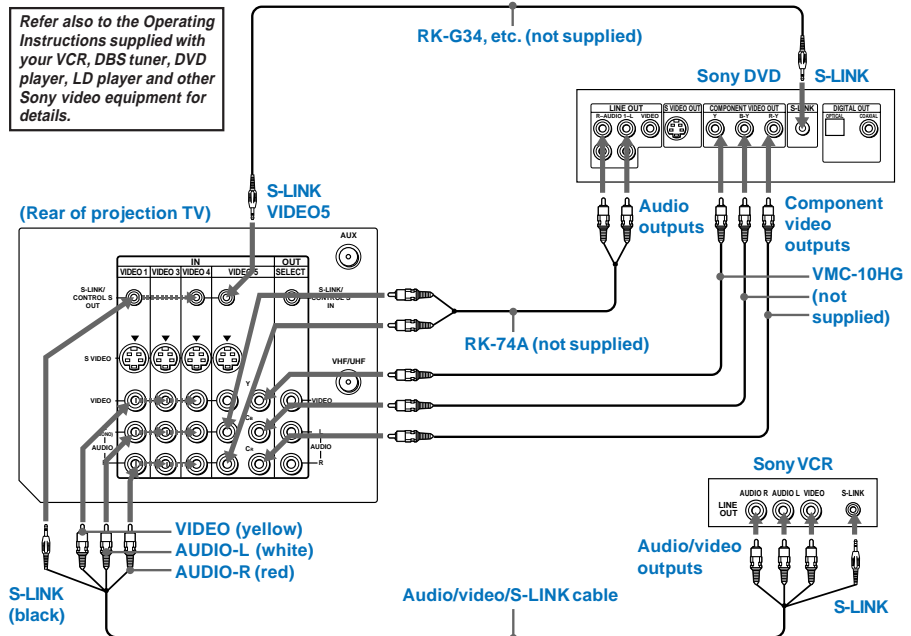 Refer also to the Operating
Instructions supplied with
your VCR, DBS tuner, DVD
player, LD player and other
Sony video equipment for
details.
RK-G34, etc. (not supplied)
Sony DVD
S-LINK
LINE OUT
S VIDEO OUT
COMPONENT VIDEO OUT
S-LINK
DIGITAL OUT
R–AUDIO 1–L
VIDEO
Y
B-Y
R-Y
OPTICAL
COAXIAL
S-LINK
VIDEO5
(Rear of projection TV)
Audio
outputs
Component
video
outputs
VMC-10HG
(not
supplied)
AUX
IN
OUT
VIDEO 1
VIDEO 3
VIDEO 4
VIDEO 5
SELECT
S-LINK/
CONTROL S
OUT
S-LINK/
CONTROL S
IN
RK-74A (not supplied)
S VIDEO
VHF/UHF
Y
VIDEO
VIDEO
AUDIO
L
AUDIO
R
Sony VCR
AUDIO R
AUDIO L
VIDEO
S-LINK
LINE
OUT
VIDEO (yellow)
AUDIO-L (white)
AUDIO-R (red)
Audio/video
outputs
S-LINK
(black)
Audio/video/S-LINK cable
S-LINK